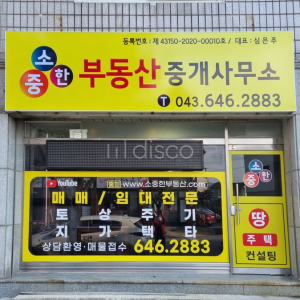 등록번호 : 제 43150-2020-00010호 / 대표 : 심은주
소중한 부동산 중개사무소
T 043.646.2883
disco
YouTube www.소중한부동산.com
매매/임대전문
토 상 주 기
지 가 택 타
상담환영·매물접수 646.2883
소중한
땅
주택
컨설팅